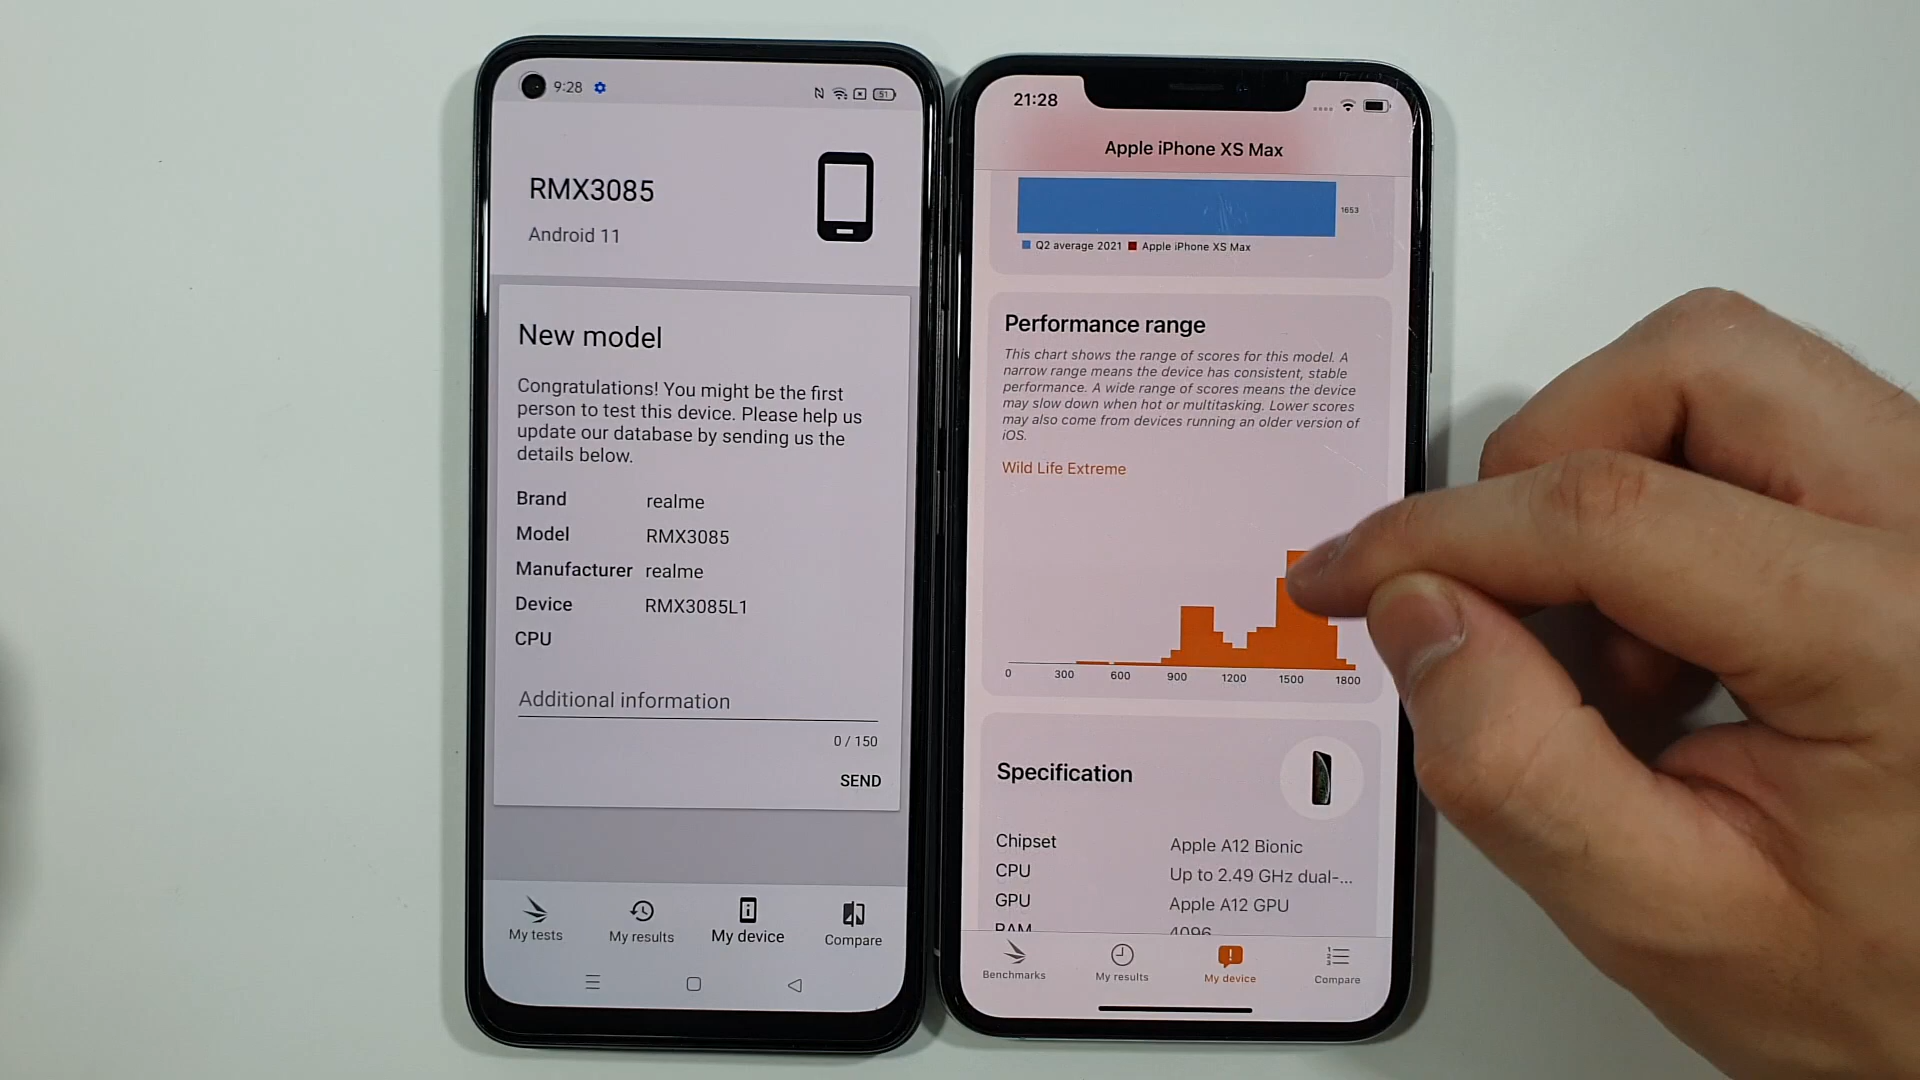 9:28
51
RMX3085
Android 11
New model
Congratulations! You might be the first
person to test this device. Please help us
update our database by sending us the
details below.
Brand realme
Model RMX3085
Manufacturer realme
Device RMX3085L1
CPU
Additional information
0 / 150
SEND
My tests
My results
My device
Compare
21:28
Apple iPhone XS Max
1653
Q2 average 2021 Apple iPhone XS Max
Performance range
This chart shows the range of scores for this model. A
narrow range means the device has consistent, stable
performance. A wide range of scores means the device
may slow down when hot or multitasking. Lower scores
may also come from devices running an older version of
iOS.
Wild Life Extreme
0 300 600 900 1200 1500 1800
Specification
Chipset Apple A12 Bionic
CPU Up to 2.49 GHz dual-...
GPU Apple A12 GPU
RAM 4096
Benchmarks
My results
My device
Compare